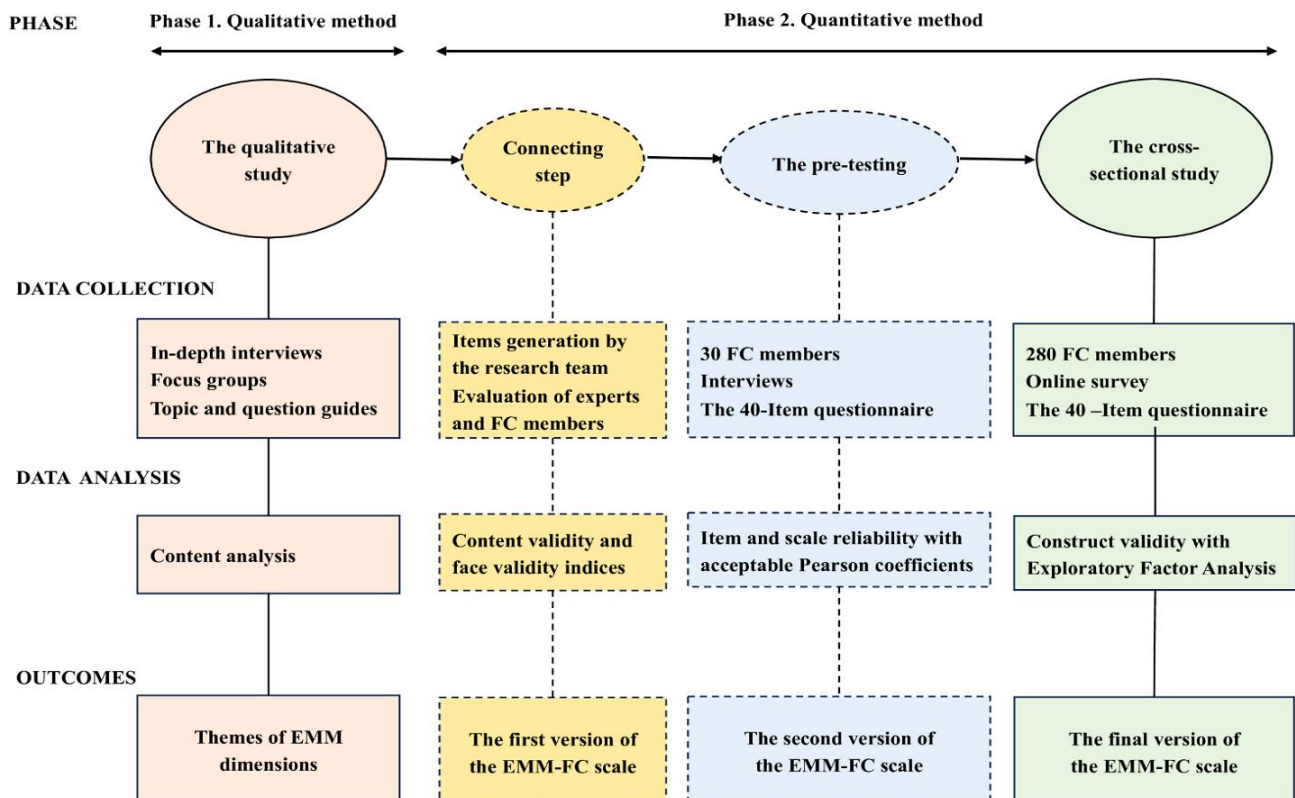 PHASE
Phase 1. Qualitative method
Phase 2. Quantitative method
The qualitative
study
Connecting
step
The pre-testing
The cross-
sectional study
DATA COLLECTION
In-depth interviews
Focus groups
Topic and question guides
Items generation by
the research team
Evaluation of experts
and FC members
30 FC members
Interviews
The 40-Item questionnaire
280 FC members
Online survey
The 40 –Item questionnaire
DATA ANALYSIS
Content analysis
Content validity and
face validity indices
Item and scale reliability with
acceptable Pearson coefficients
Construct validity with
Exploratory Factor Analysis
OUTCOMES
Themes of EMM
dimensions
The first version of
the EMM-FC scale
The second version of
the EMM-FC scale
The final version of
the EMM-FC scale